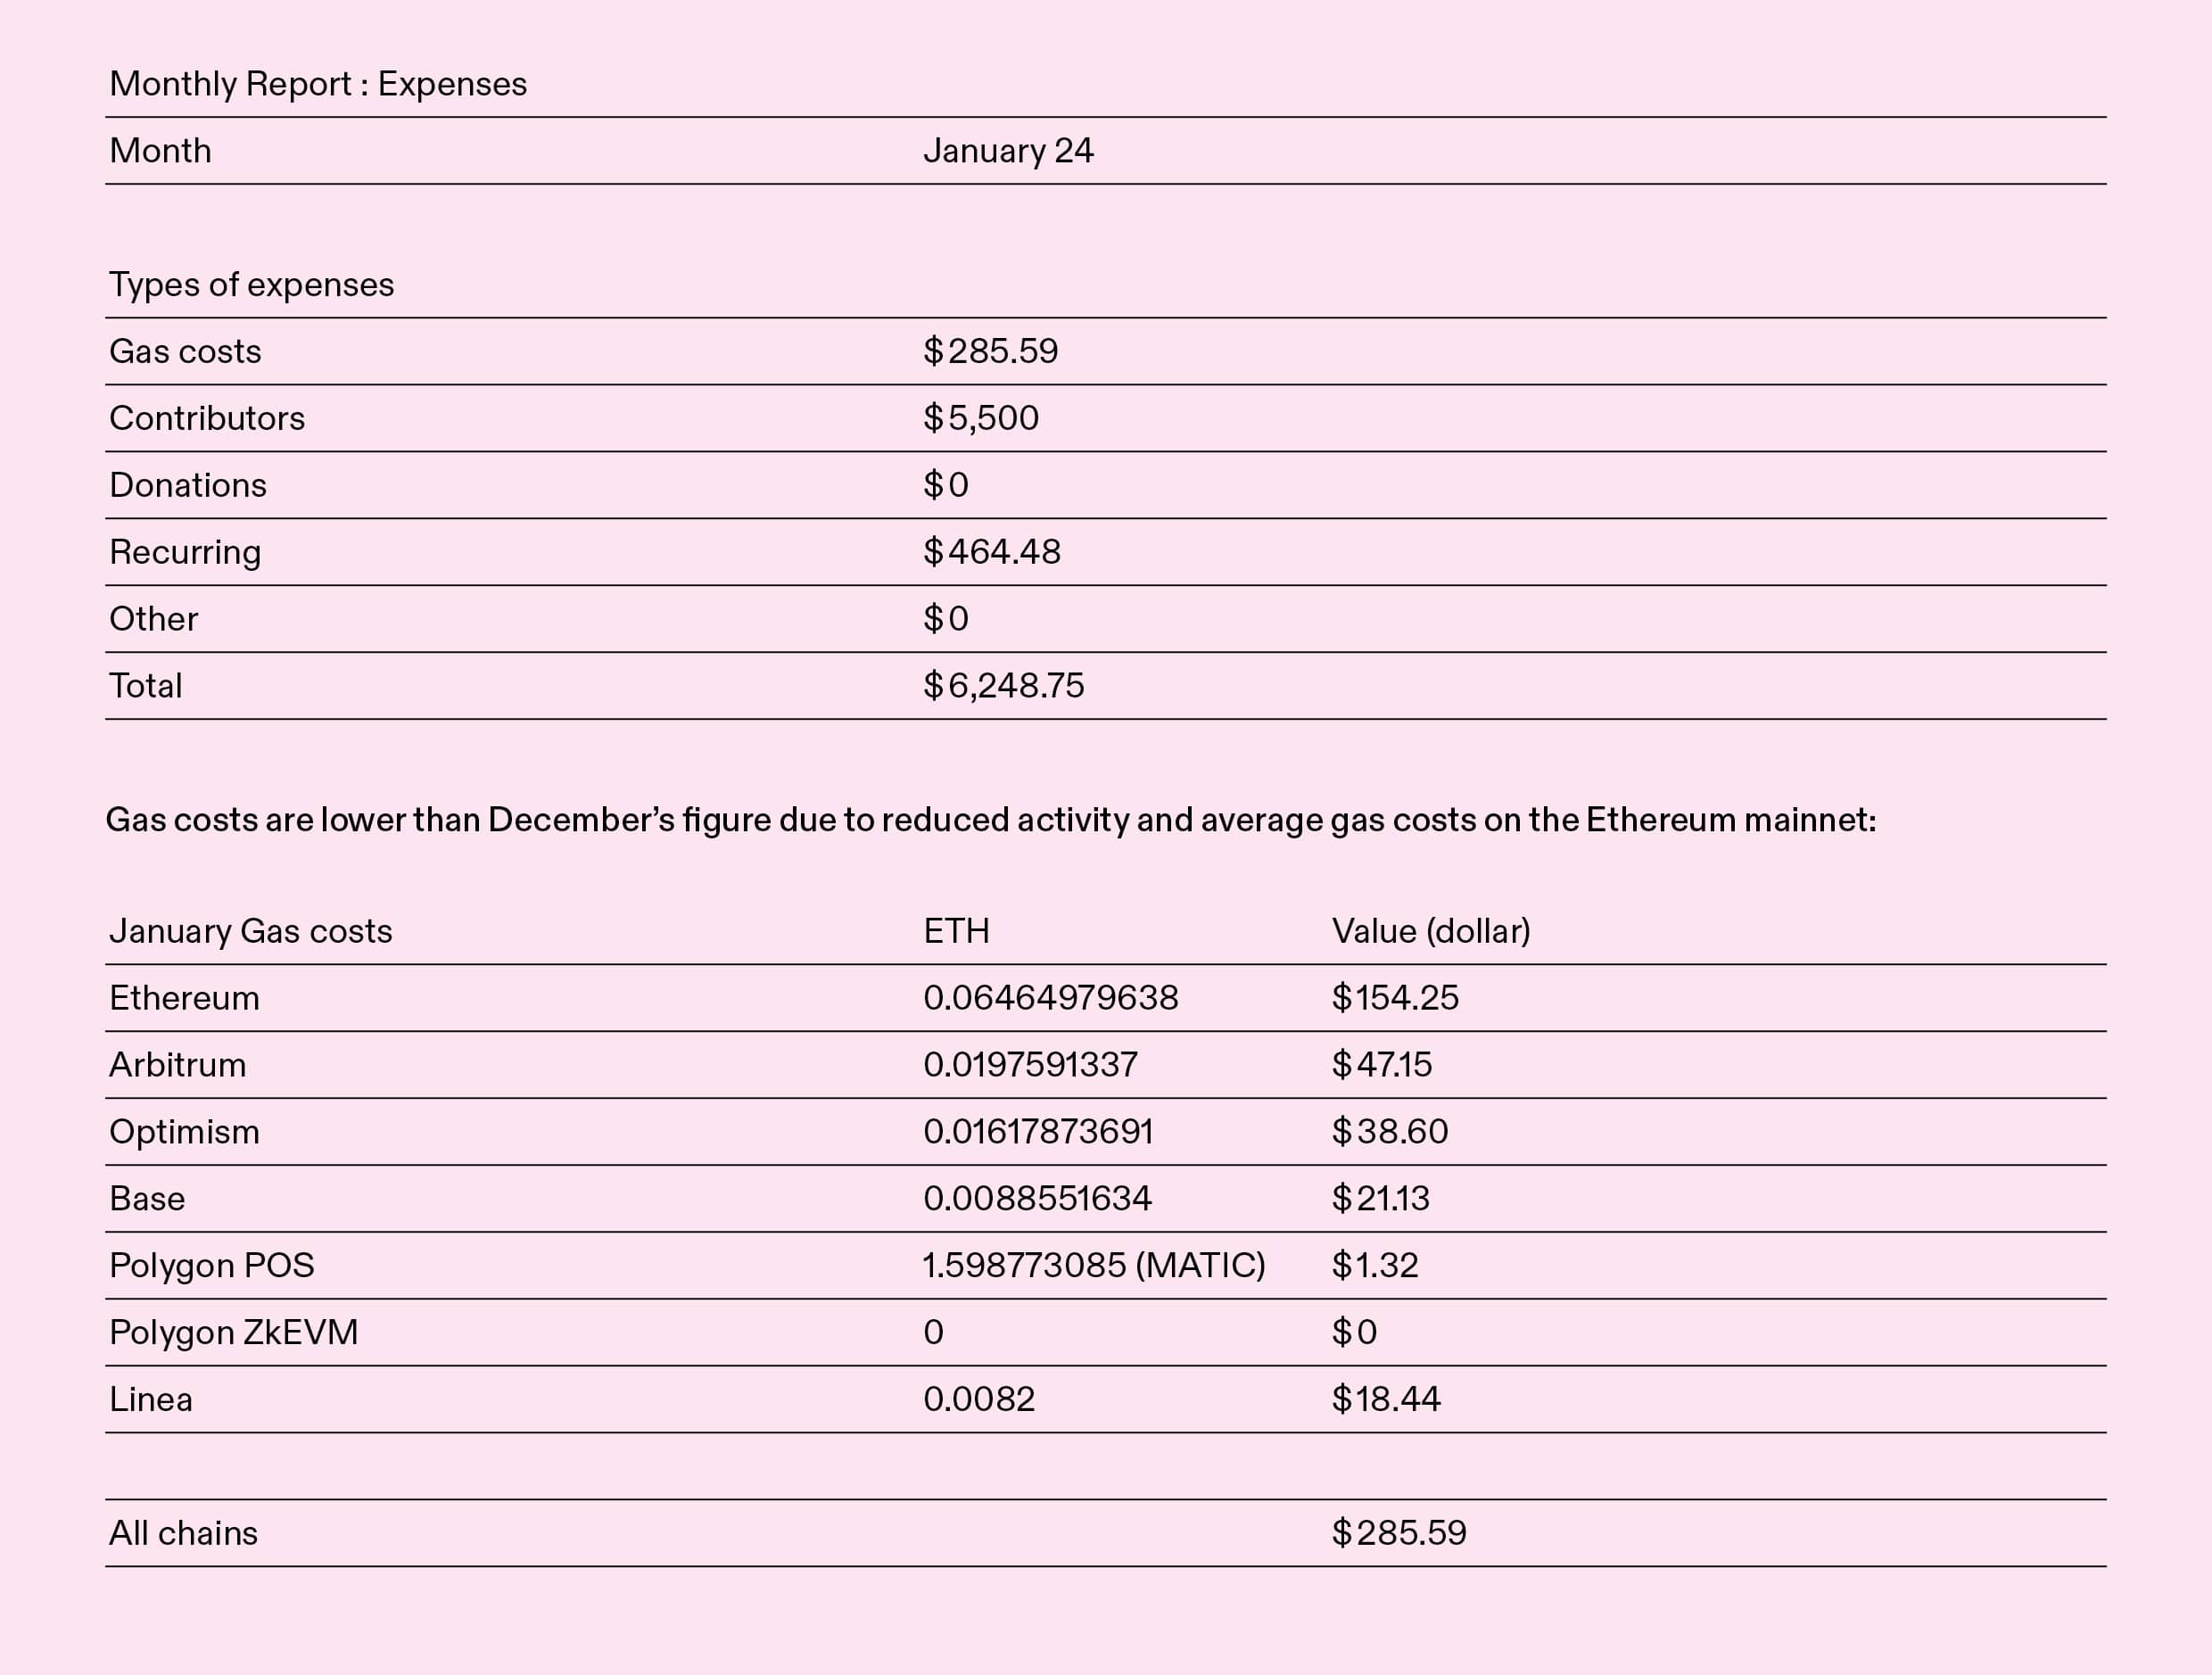 Monthly Report : Expenses
Month January 24
Types of expenses
Gas costs $285.59
Contributors $5,500
Donations $0
Recurring $464.48
Other $0
Total $6,248.75
Gas costs are lower than December’s figure due to reduced activity and average gas costs on the Ethereum mainnet:
January Gas costs ETH Value (dollar)
Ethereum 0.06464979638 $154.25
Arbitrum 0.0197591337 $47.15
Optimism 0.01617873691 $38.60
Base 0.0088551634 $21.13
Polygon POS 1.598773085 (MATIC) $1.32
Polygon ZkEVM 0 $0
Linea 0.0082 $18.44
All chains $285.59